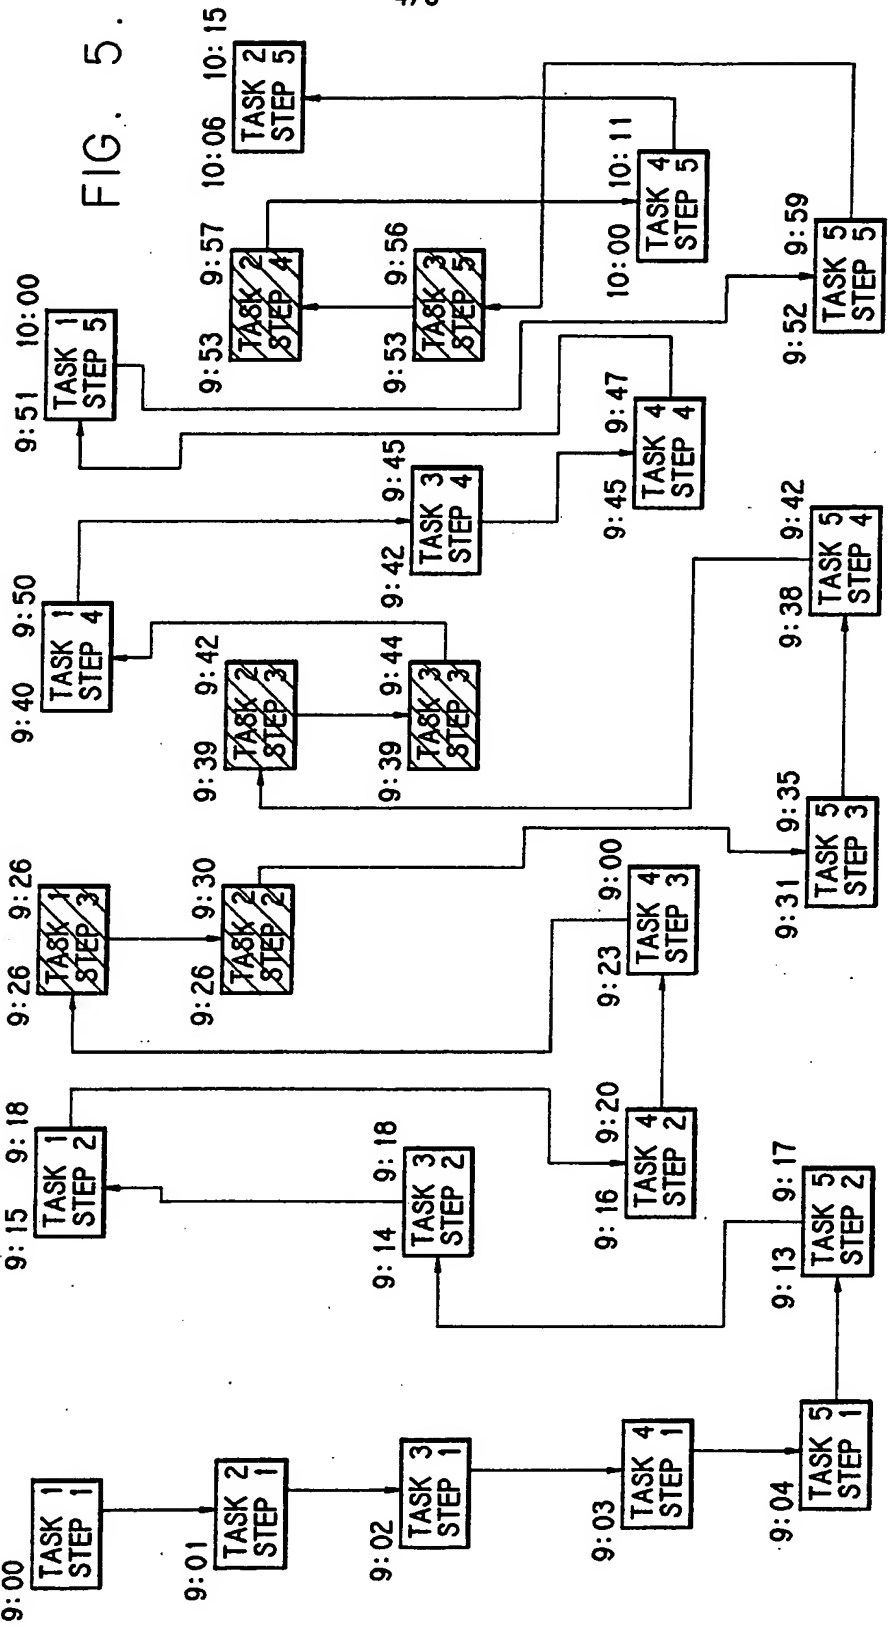 FIG. 5.
9:00
TASK 1
STEP 1
9:15 9:18
TASK 1
STEP 2
9:26 9:26
TASK 1
STEP 3
9:40 9:50
TASK 1
STEP 4
9:51 10:00
TASK 1
STEP 5
9:01
TASK 2
STEP 1
9:26 9:30
TASK 2
STEP 2
9:39 9:42
TASK 2
STEP 3
9:53 9:57
TASK 2
STEP 4
10:06 10:15
TASK 2
STEP 5
9:02
TASK 3
STEP 1
9:14 9:18
TASK 3
STEP 2
9:39 9:44
TASK 3
STEP 3
9:42 9:45
TASK 3
STEP 4
9:53 9:56
TASK 3
STEP 5
9:03
TASK 4
STEP 1
9:16 9:20
TASK 4
STEP 2
9:23 9:00
TASK 4
STEP 3
9:45 9:47
TASK 4
STEP 4
10:00 10:11
TASK 4
STEP 5
9:04
TASK 5
STEP 1
9:13 9:17
TASK 5
STEP 2
9:31 9:35
TASK 5
STEP 3
9:38 9:42
TASK 5
STEP 4
9:52 9:59
TASK 5
STEP 5